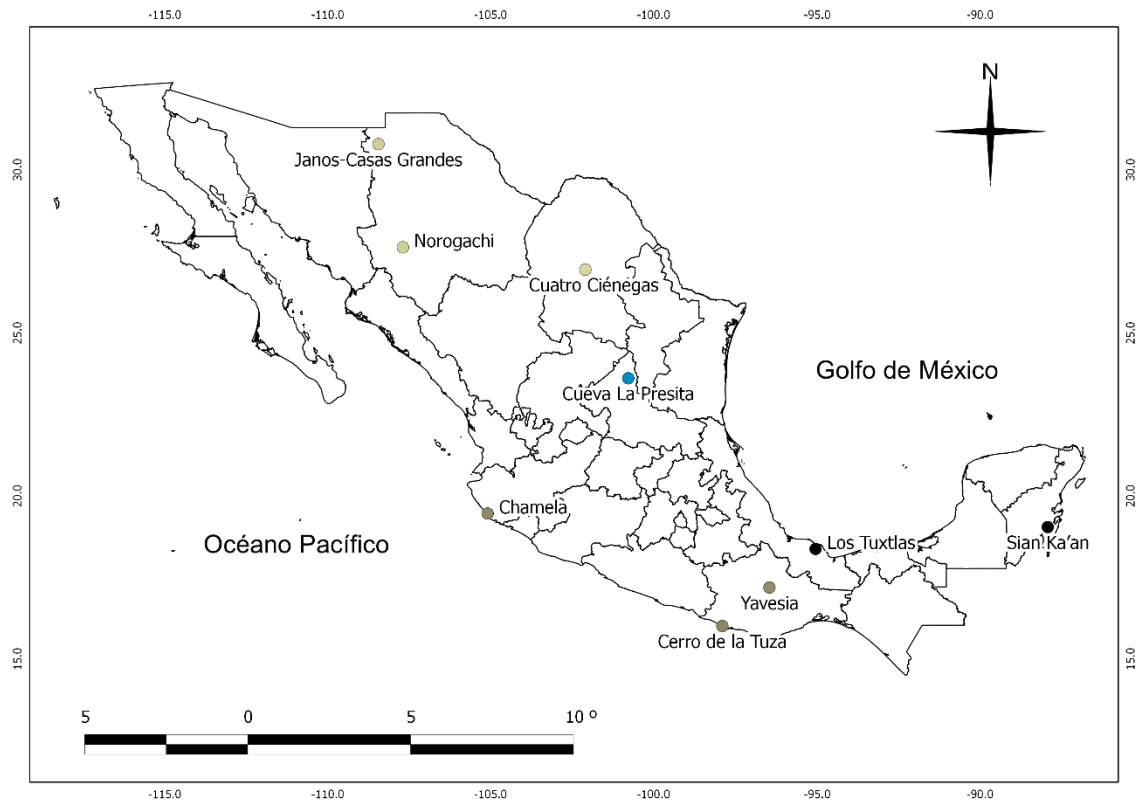 -115.0 -110.0 -105.0 -100.0 -95.0 -90.0
N
30.0 30.0
Janos-Casas Grandes
Norogachi
Cuatro Ciénegas
25.0 25.0
Golfo de México
Cueva La Presita
20.0 20.0
Chamela
Océano Pacífico
Los Tuxtlas
Sian Ka'an
Yavesia
Cerro de la Tuza
15.0 15.0
5 0 5 10 º
-115.0 -110.0 -105.0 -100.0 -95.0 -90.0